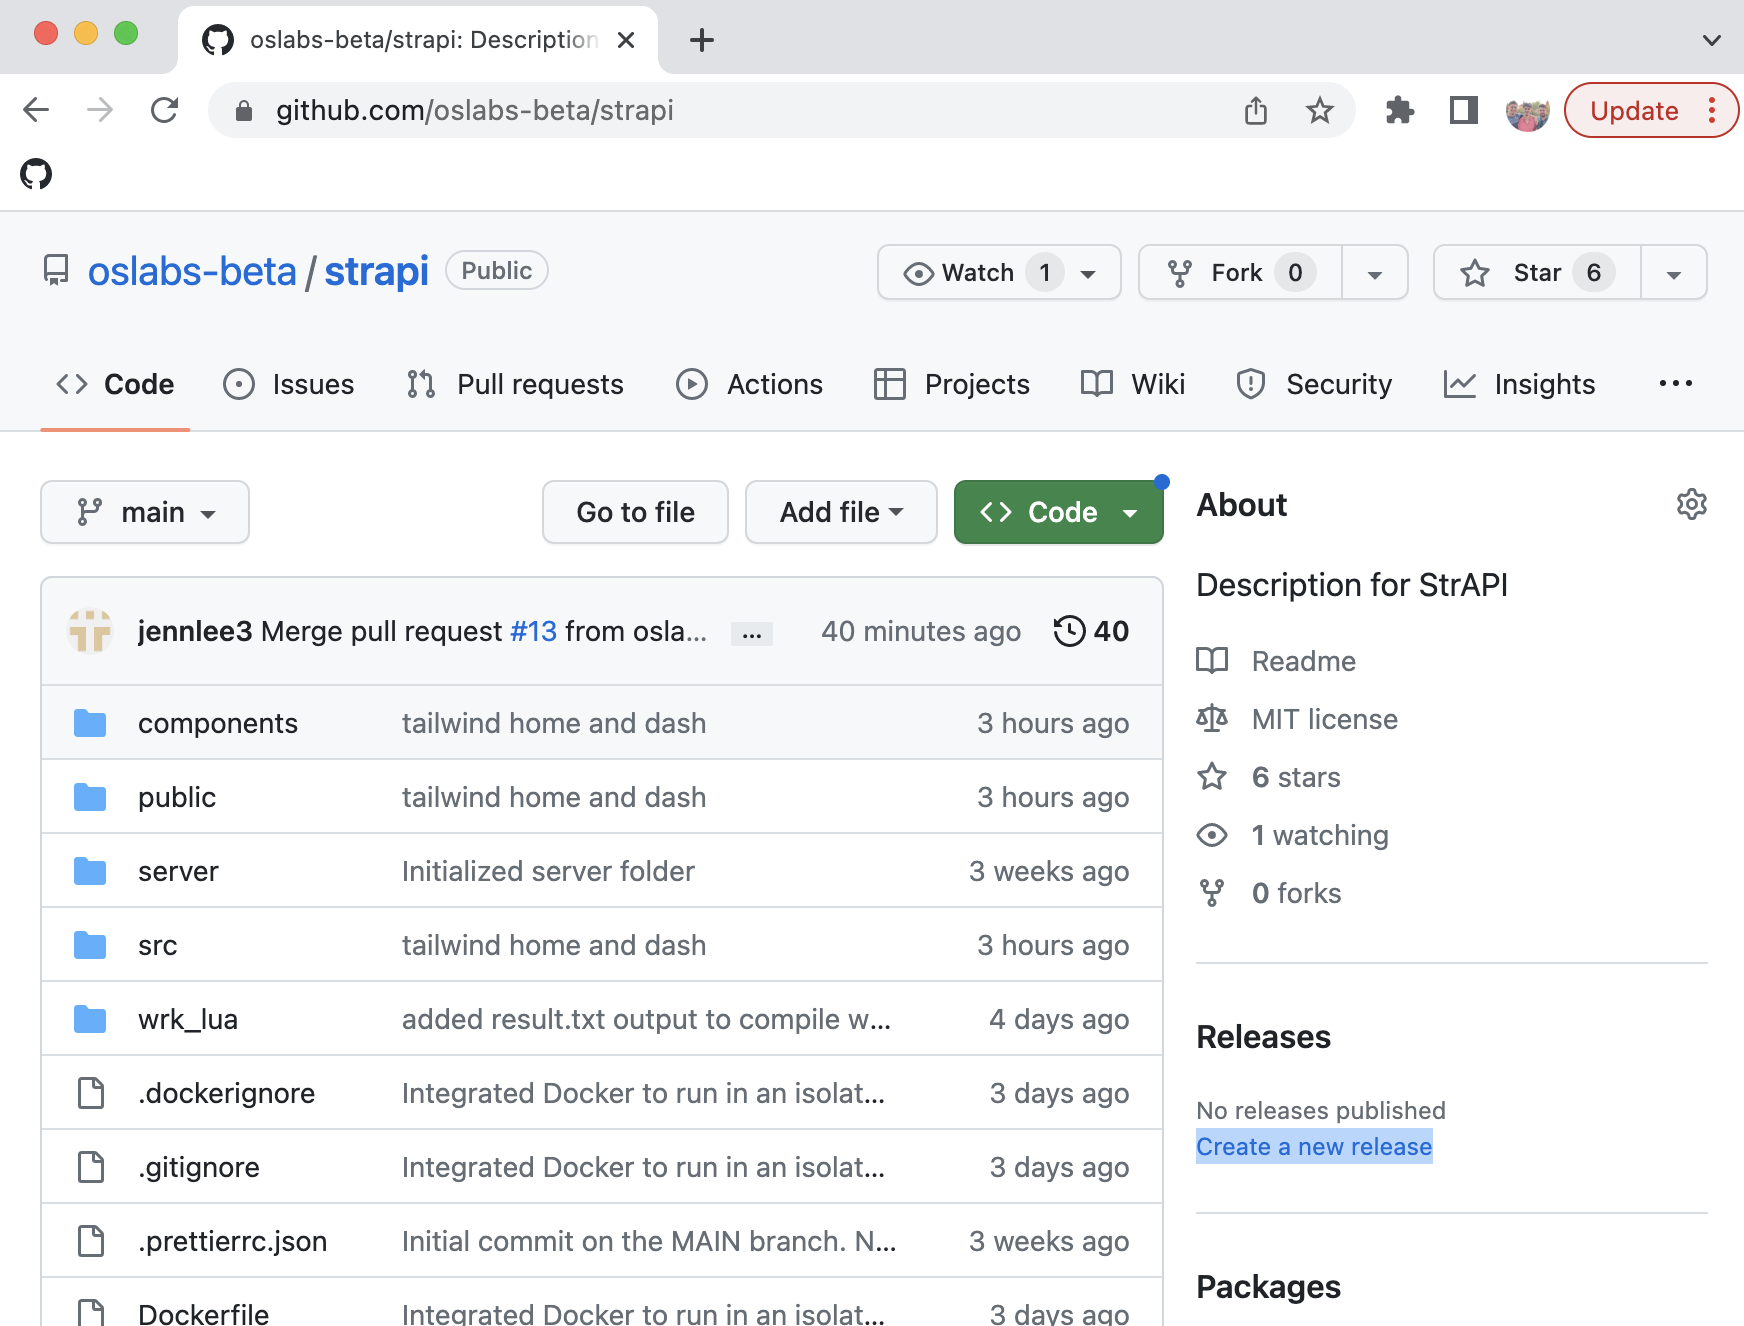 oslabs-beta/strapi: Description
github.com/oslabs-beta/strapi
Update
oslabs-beta / strapi Public
Watch 1
Fork 0
Star 6
Code Issues Pull requests Actions Projects Wiki Security Insights ...
main
Go to file
Add file
Code
jennlee3 Merge pull request #13 from osla... ... 40 minutes ago 40
components tailwind home and dash 3 hours ago
public tailwind home and dash 3 hours ago
server Initialized server folder 3 weeks ago
src tailwind home and dash 3 hours ago
wrk_lua added result.txt output to compile w... 4 days ago
.dockerignore Integrated Docker to run in an isolat... 3 days ago
.gitignore Integrated Docker to run in an isolat... 3 days ago
.prettierrc.json Initial commit on the MAIN branch. N... 3 weeks ago
Dockerfile Integrated Docker to run in an isolat... 3 days ago
About
Description for StrAPI
Readme
MIT license
6 stars
1 watching
0 forks
Releases
No releases published
Create a new release
Packages